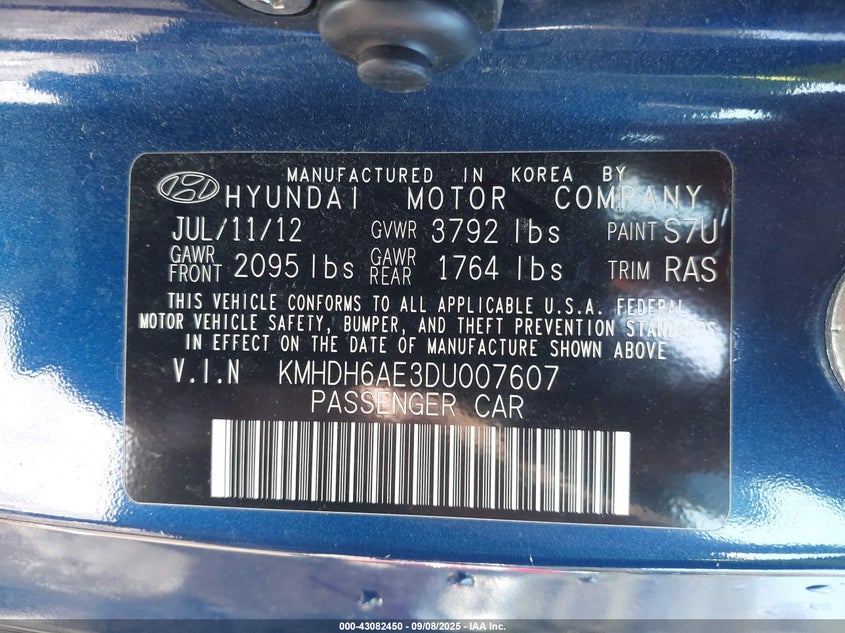 MANUFACTURED IN KOREA BY
HYUNDAI MOTOR COMPANY
JUL/11/12 GVWR 3792 lbs PAINT S7U
GAWR FRONT 2095 lbs GAWR REAR 1764 lbs TRIM RAS
THIS VEHICLE CONFORMS TO ALL APPLICABLE U.S.A. FEDERAL
MOTOR VEHICLE SAFETY, BUMPER, AND THEFT PREVENTION STANDARDS
IN EFFECT ON THE DATE OF MANUFACTURE SHOWN ABOVE
V.I.N KMHDH6AE3DU007607
PASSENGER CAR
000-43082450 - 09/08/2025 - IAA Inc.